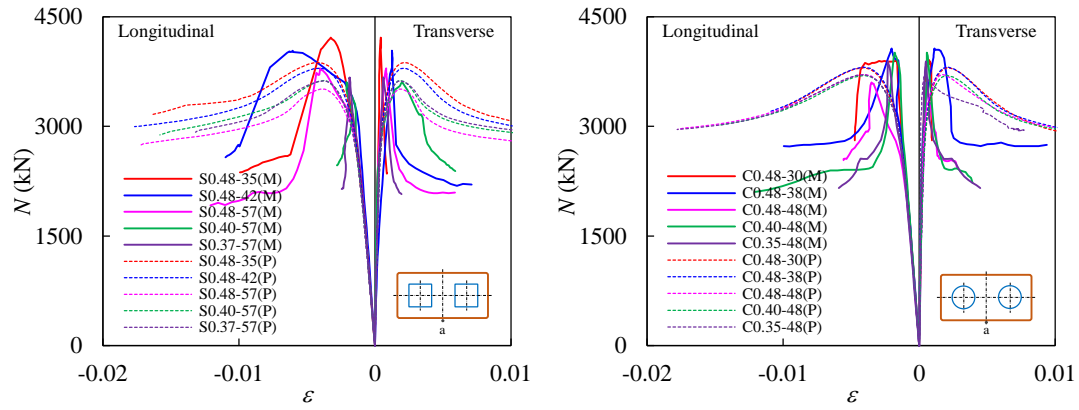 4500
3000
1500
0
N (kN)
Longitudinal
Transverse
S0.48-35(M)
S0.48-42(M)
S0.48-57(M)
S0.40-57(M)
S0.37-57(M)
S0.48-35(P)
S0.48-42(P)
S0.48-57(P)
S0.40-57(P)
S0.37-57(P)
a
-0.02
-0.01
0
0.01
ε
4500
3000
1500
0
N (kN)
Longitudinal
Transverse
C0.48-30(M)
C0.48-38(M)
C0.48-48(M)
C0.40-48(M)
C0.35-48(M)
C0.48-30(P)
C0.48-38(P)
C0.48-48(P)
C0.40-48(P)
C0.35-48(P)
a
-0.02
-0.01
0
0.01
ε